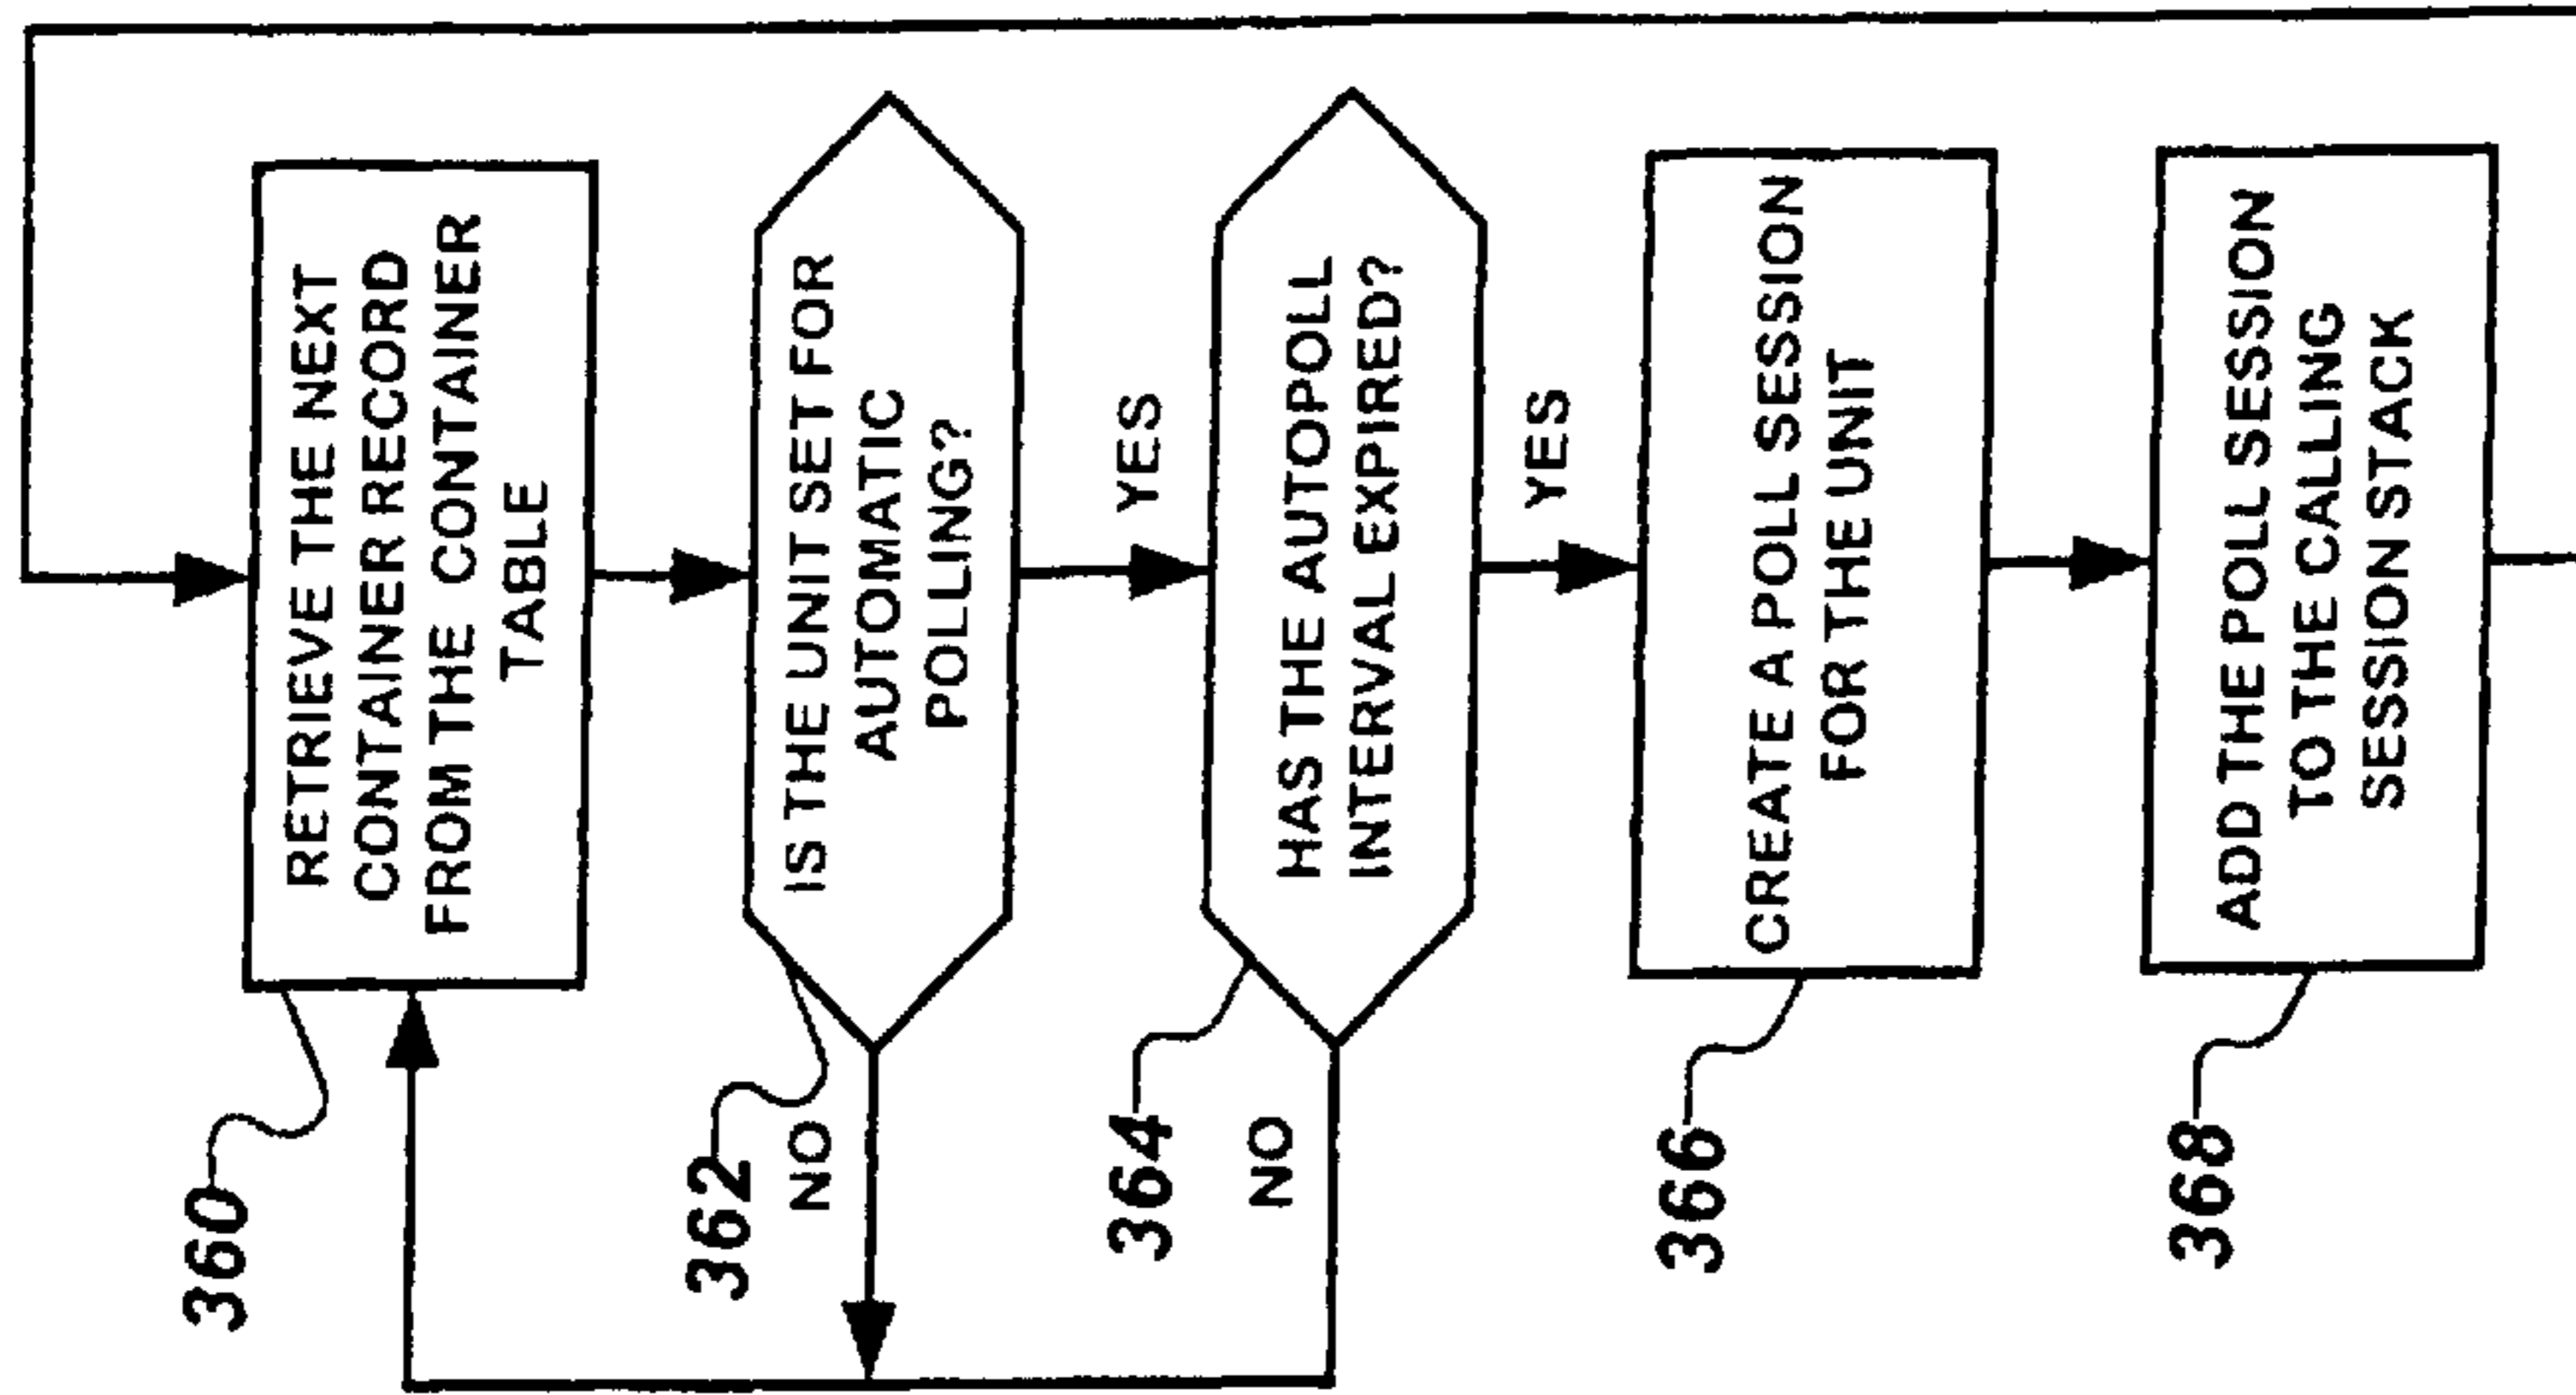 360
RETRIEVE THE NEXT
CONTAINER RECORD
FROM THE CONTAINER
TABLE
362
IS THE UNIT SET FOR
AUTOMATIC
POLLING?
NO
YES
364
HAS THE AUTOPOLL
INTERVAL EXPIRED?
NO
YES
366
CREATE A POLL SESSION
FOR THE UNIT
368
ADD THE POLL SESSION
TO THE CALLING
SESSION STACK